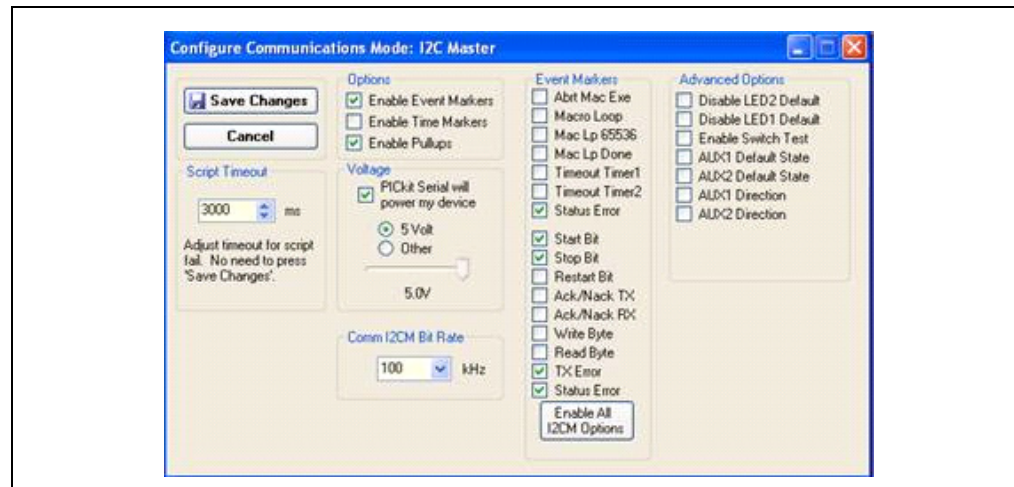 Configure Communications Mode: I2C Master
Save Changes
Cancel
Script Timeout
3000 ms
Adjust timeout for script
fail. No need to press
'Save Changes'.
Options
Enable Event Markers
Enable Time Markers
Enable Pullups
Voltage
PICkit Serial will
power my device
5 Volt
Other
5.0V
Comm I2CM Bit Rate
100 kHz
Event Markers
Abrt Mac Exe
Macro Loop
Mac Lp 65536
Mac Lp Done
Timeout Timer1
Timeout Timer2
Status Error
Start Bit
Stop Bit
Restart Bit
Ack/Nack TX
Ack/Nack RX
Write Byte
Read Byte
TX Error
Status Error
Enable All
I2CM Options
Advanced Options
Disable LED2 Default
Disable LED1 Default
Enable Switch Test
AUX1 Default State
AUX2 Default State
AUX1 Direction
AUX2 Direction